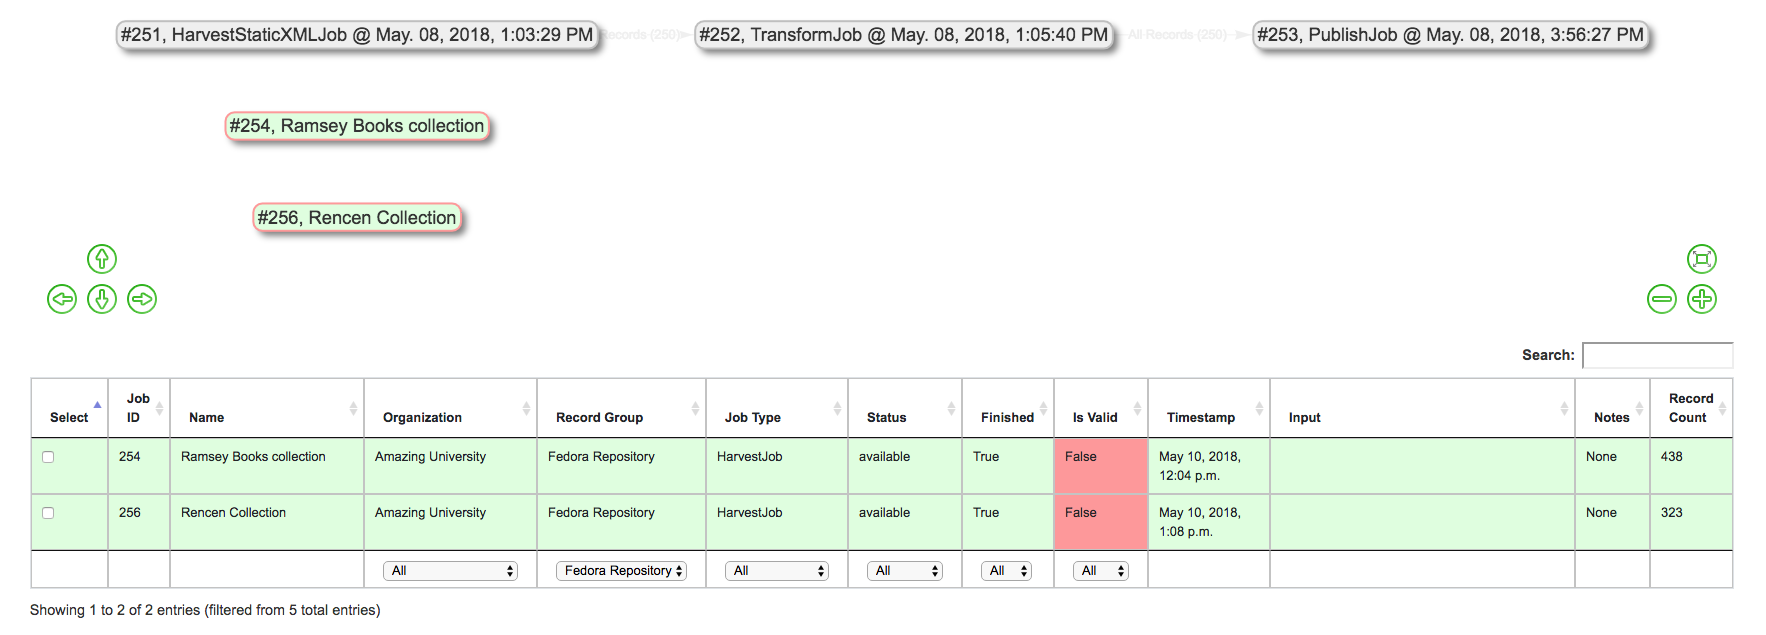 #251, HarvestStaticXMLJob @ May. 08, 2018, 1:03:29 PM Records (250) #252, TransformJob @ May. 08, 2018, 1:05:40 PM All Records (250) #253, PublishJob @ May. 08, 2018, 3:56:27 PM
#254, Ramsey Books collection
#256, Rencen Collection
Search:
Select Job ID Name Organization Record Group Job Type Status Finished Is Valid Timestamp Input Notes Record Count
254 Ramsey Books collection Amazing University Fedora Repository HarvestJob available True False May 10, 2018, 12:04 p.m. None 438
256 Rencen Collection Amazing University Fedora Repository HarvestJob available True False May 10, 2018, 1:08 p.m. None 323
All Fedora Repository All All All All
Showing 1 to 2 of 2 entries (filtered from 5 total entries)